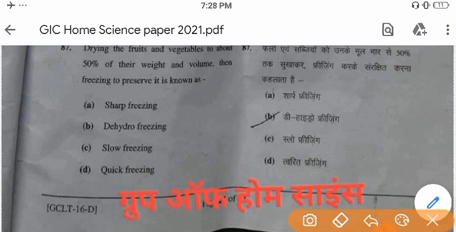 7:28 PM
GIC Home Science paper 2021.pdf
87. Drying the fruits and vegetables to about
50% of their weight and volume, then
freezing to preserve it is known as -
(a) Sharp freezing
(b) Dehydro freezing
(c) Slow freezing
(d) Quick freezing
87. फलों एवं सब्जियों को उनके मूल भार से 50%
तक सुखाकर, फ्रीजिंग करके संरक्षित करना
कहलाता है –
(a) शार्प फ्रीजिंग
(b) डी-हाइड्रो फ्रीजिंग
(c) स्लो फ्रीजिंग
(d) त्वरित फ्रीजिंग
[GCLT-16-D]
of
ग्रुप ऑफ होम साइंस